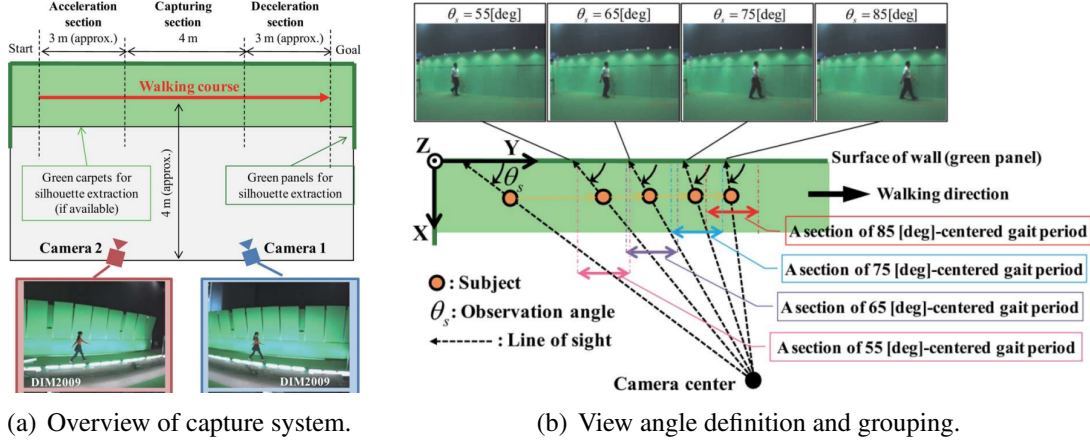 Acceleration section
3 m (approx.)
Capturing section
4 m
Deceleration section
3 m (approx.)
Start
Goal
Walking course
Green carpets for
silhouette extraction
(if available)
4 m (approx.)
Green panels for
silhouette extraction
Camera 2
Camera 1
DIM2009
DIM2009
(a) Overview of capture system.
θs = 55[deg]
θs = 65[deg]
θs = 75[deg]
θs = 85[deg]
Z
Y
X
θs
Surface of wall (green panel)
Walking direction
A section of 85 [deg]-centered gait period
A section of 75 [deg]-centered gait period
A section of 65 [deg]-centered gait period
A section of 55 [deg]-centered gait period
: Subject
θs: Observation angle
: Line of sight
Camera center
(b) View angle definition and grouping.